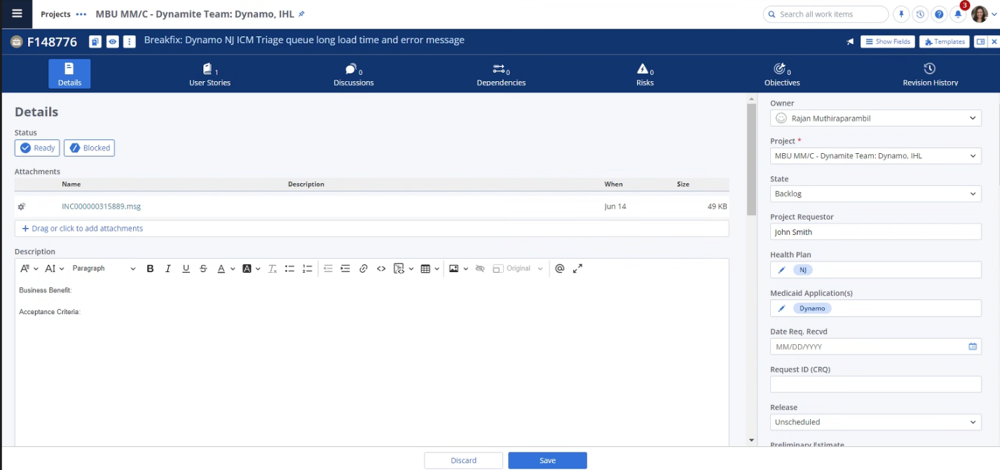 Projects ••• MBU MM/C - Dynamite Team: Dynamo, IHL
Search all work items
3
F148776 Breakfix: Dynamo NJ ICM Triage queue long load time and error message
Show Fields
Templates
Details
User Stories 1
Discussions 0
Dependencies 0
Risks 0
Objectives 0
Revision History
Details
Status
Ready
Blocked
Attachments
Name Description When Size
INC000000315889.msg Jun 14 49 KB
+ Drag or click to add attachments
Description
Paragraph B I U S A A Original @
Business Benefit:
Acceptance Criteria:
Owner
Rajan Muthiraparambil
Project *
MBU MM/C - Dynamite Team: Dynamo, IHL
State
Backlog
Project Requestor
John Smith
Health Plan
NJ
Medicaid Application(s)
Dynamo
Date Req. Recvd
MM/DD/YYYY
Request ID (CRQ)
Release
Unscheduled
Preliminary Estimate
Discard
Save